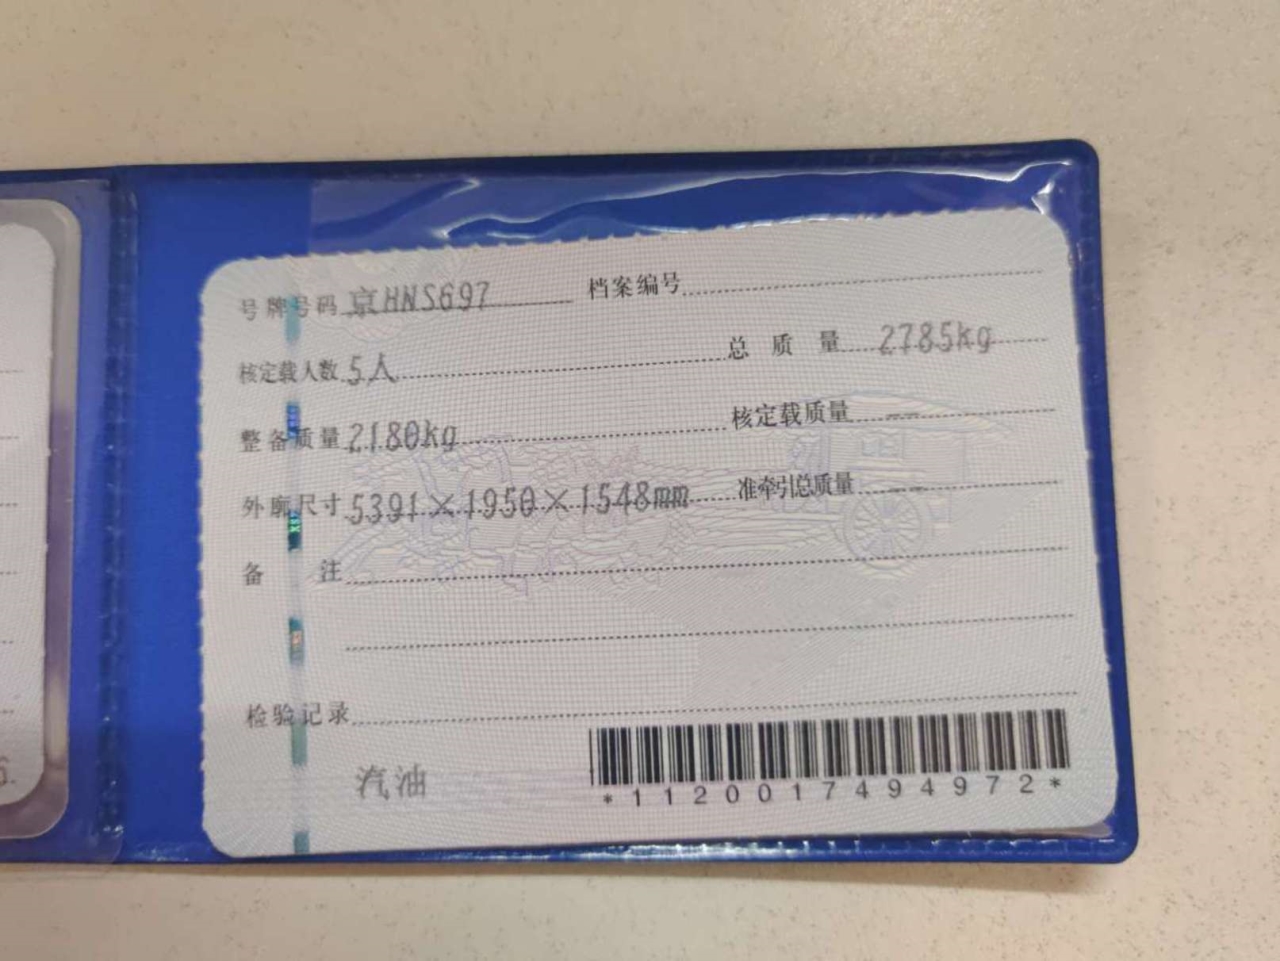 号牌号码 京HNS697 档案编号
核定载人数 5人 总质量 2785kg
整备质量 2180kg 核定载质量 --
外廓尺寸 5391×1950×1548mm 准牵引总质量 --
备注
检验记录
汽油
*1120017494972*